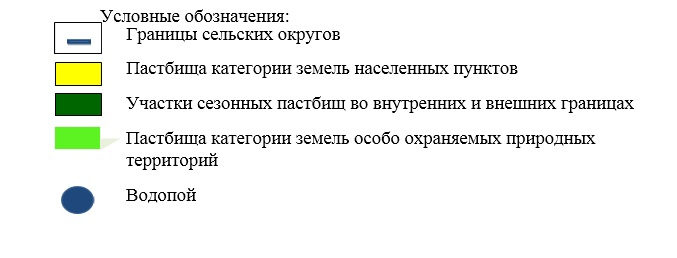 Условные обозначения:
Границы сельских округов
Пастбища категории земель населенных пунктов
Участки сезонных пастбищ во внутренних и внешних границах
Пастбища категории земель особо охраняемых природных
территорий
Водопой